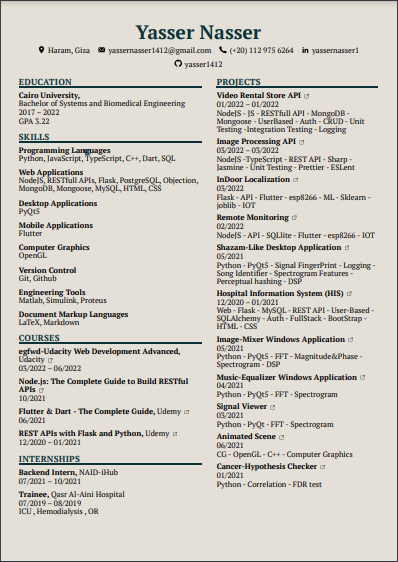 Yasser Nasser
Haram, Giza yassernasser1412@gmail.com (+20) 112 975 6264 yassernasser1
yasser1412
EDUCATION
Cairo University,
Bachelor of Systems and Biomedical Engineering
2017 – 2022
GPA 3.22
SKILLS
Programming Languages
Python, JavaScript, TypeScript, C++, Dart, SQL
Web Applications
NodeJS, RESTfull APIs, Flask, PostgreSQL, Objection,
MongoDB, Mongoose, MySQL, HTML, CSS
Desktop Applications
PyQt5
Mobile Applications
Flutter
Computer Graphics
OpenGL
Version Control
Git, Github
Engineering Tools
Matlab, Simulink, Proteus
Document Markup Languages
LaTeX, Markdown
COURSES
egfwd-Udacity Web Development Advanced,
Udacity
03/2022 – 06/2022
Node.js: The Complete Guide to Build RESTful
APIs
10/2021
Flutter & Dart - The Complete Guide, Udemy
06/2021
REST APIs with Flask and Python, Udemy
12/2020 – 01/2021
INTERNSHIPS
Backend Intern, NAID-iHub
07/2021 – 10/2021
Trainee, Qasr Al-Aini Hospital
07/2019 – 08/2019
ICU , Hemodialysis , OR
PROJECTS
Video Rental Store API
01/2022 – 01/2022
NodeJS - JS - RESTfull API - MongoDB -
Mongoose - UserBased - Auth - CRUD - Unit
Testing -Integration Testing - Logging
Image Processing API
03/2022 – 03/2022
NodeJS -TypeScript - REST API - Sharp -
Jasmine - Unit Testing - Prettier - ESLent
InDoor Localization
03/2022
Flask - API - Flutter - esp8266 - ML - Sklearn -
joblib - IOT
Remote Monitoring
02/2022
NodeJS - API - SQLlite - Flutter - esp8266 - IOT
Shazam-Like Desktop Application
05/2021
Python - PyQt5 - Signal FingerPrint - Logging -
Song Identifier - Spectrogram Features -
Perceptual hashing - DSP
Hospital Information System (HIS)
12/2020 – 01/2021
Web - Flask - MySQL - REST API - User-Based -
SQLAlchemy - Auth - FullStack - BootStrap -
HTML - CSS
Image-Mixer Windows Application
05/2021
Python - PyQt5 - FFT - Magnitude&Phase -
Spectrogram - DSP
Music-Equalizer Windows Application
04/2021
Python - PyQt5 - FFT - Spectrogram
Signal Viewer
03/2021
Python - PyQt - FFT - Spectrogram
Animated Scene
06/2021
CG - OpenGL - C++ - Computer Graphics
Cancer-Hypothesis Checker
01/2021
Python - Correlation - FDR test